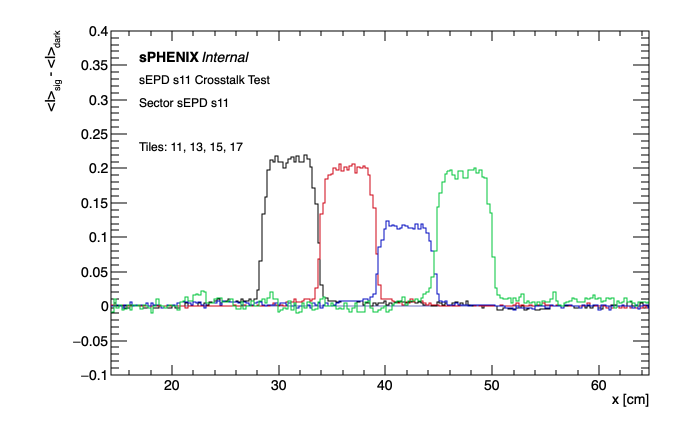 0.4
0.35
0.3
0.25
0.2
0.15
0.1
0.05
0
−0.05
−0.1
<I>sig - <I>dark
sPHENIX Internal
sEPD s11 Crosstalk Test
Sector sEPD s11
Tiles: 11, 13, 15, 17
20 30 40 50 60
x [cm]